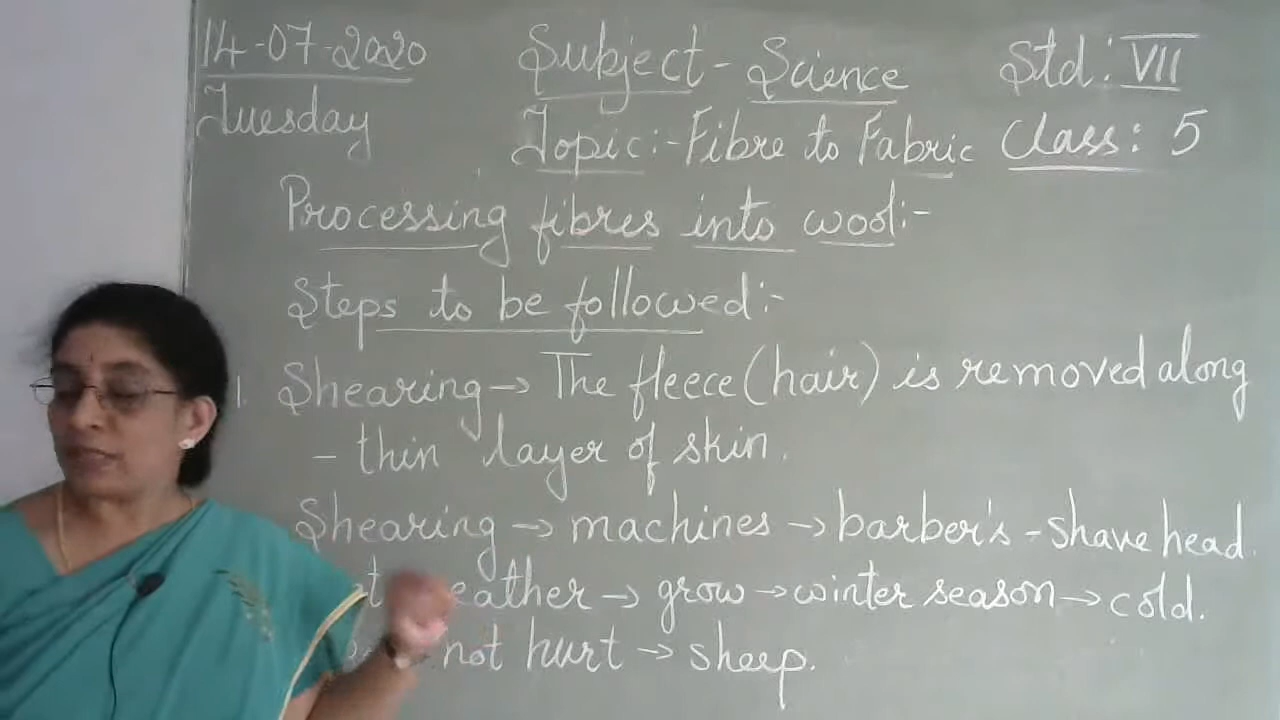 14-07-2020 Subject - Science Std: VII
Tuesday Topic:- Fibre to Fabric Class: 5
Processing fibres into wool:-
Steps to be followed:-
1. Shearing → The fleece (hair) is removed along
- thin layer of skin.
Shearing → machines → barber's - shave head.
→ grow → winter season → cold.
not hurt → sheep.